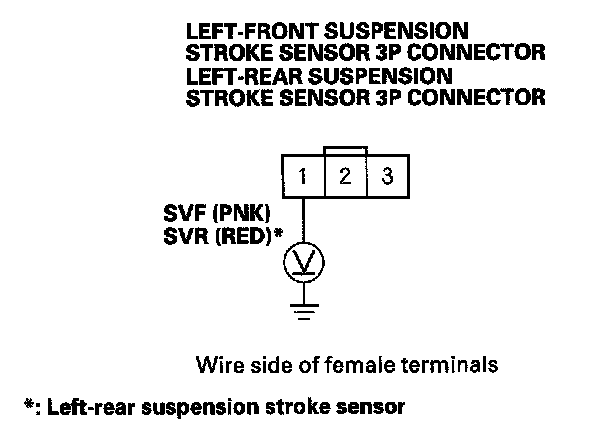 LEFT-FRONT SUSPENSION
STROKE SENSOR 3P CONNECTOR
LEFT-REAR SUSPENSION
STROKE SENSOR 3P CONNECTOR
1 2 3
SVF (PNK)
SVR (RED)*
V
Wire side of female terminals
*: Left-rear suspension stroke sensor